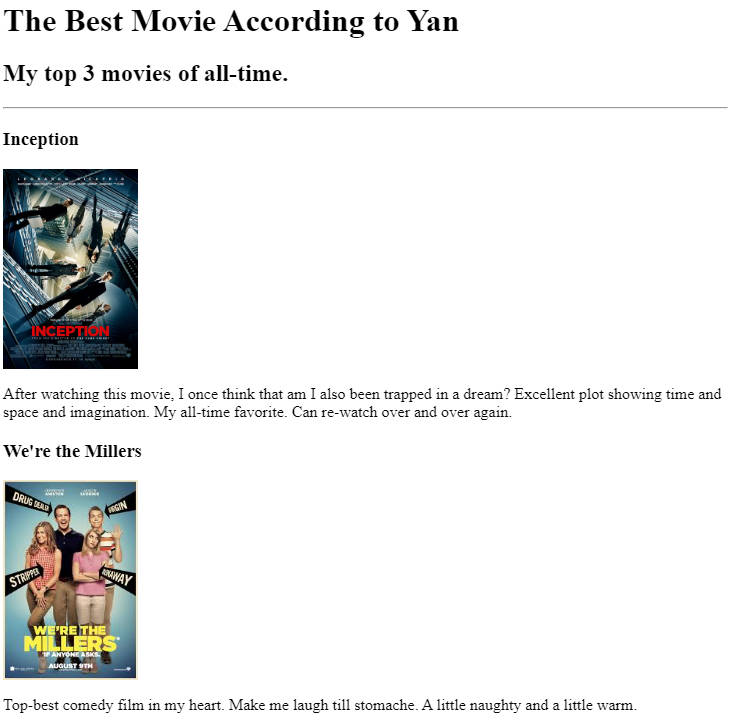 The Best Movie According to Yan
My top 3 movies of all-time.
Inception
INCEPTION
After watching this movie, I once think that am I also been trapped in a dream? Excellent plot showing time and
space and imagination. My all-time favorite. Can re-watch over and over again.
We're the Millers
DRUG DEALER
VIRGIN
STRIPPER
RUNAWAY
WE'RE THE
MILLERS
IF ANYONE ASKS.
AUGUST 9TH
Top-best comedy film in my heart. Make me laugh till stomache. A little naughty and a little warm.